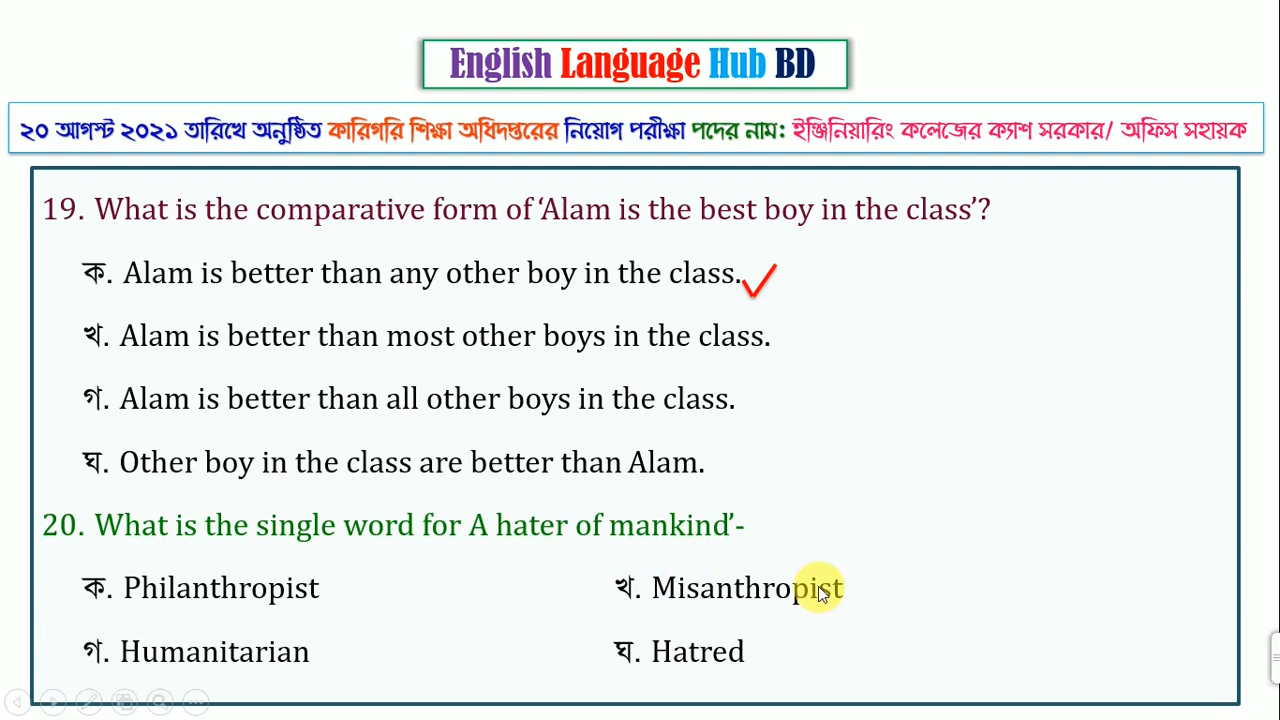 English Language Hub BD
২০ আগস্ট ২০২১ তারিখে অনুষ্ঠিত কারিগরি শিক্ষা অধিদপ্তরের নিয়োগ পরীক্ষা পদের নাম: ইঞ্জিনিয়ারিং কলেজের ক্যাশ সরকার/ অফিস সহায়ক
19. What is the comparative form of ‘Alam is the best boy in the class’?
ক. Alam is better than any other boy in the class.
খ. Alam is better than most other boys in the class.
গ. Alam is better than all other boys in the class.
ঘ. Other boy in the class are better than Alam.
20. What is the single word for A hater of mankind’-
ক. Philanthropist খ. Misanthropist
গ. Humanitarian ঘ. Hatred